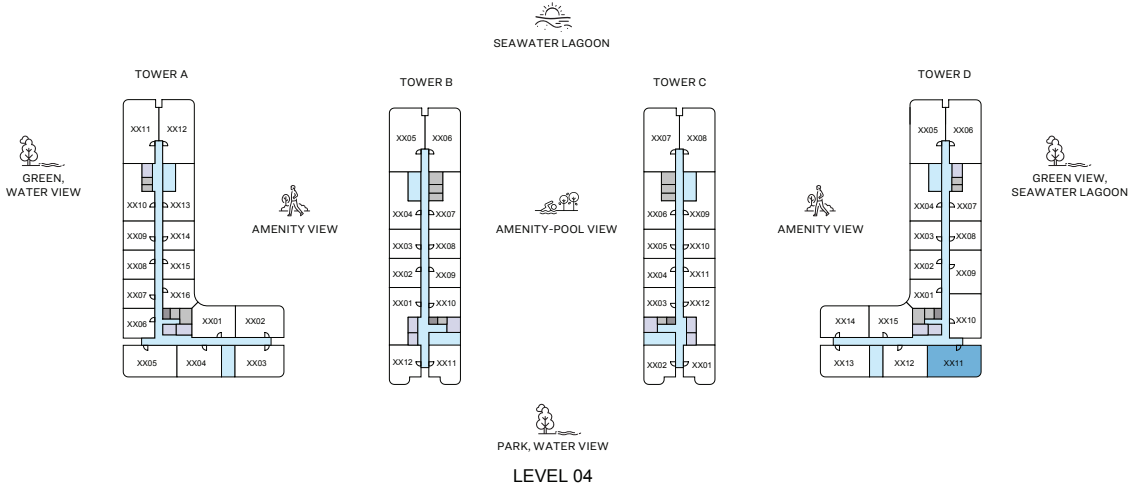 SEAWATER LAGOON
TOWER A
TOWER B
TOWER C
TOWER D
XX11 XX12
XX05 XX06
XX07 XX08
XX05 XX06
GREEN,
WATER VIEW
AMENITY VIEW
AMENITY-POOL VIEW
AMENITY VIEW
GREEN VIEW,
SEAWATER LAGOON
XX10 XX13
XX04 XX07
XX06 XX09
XX04 XX07
XX09 XX14
XX03 XX08
XX05 XX10
XX03 XX08
XX08 XX15
XX02 XX09
XX04 XX11
XX02 XX09
XX07 XX16
XX01 XX10
XX03 XX12
XX01
XX06 XX01 XX02
XX14 XX15 XX10
XX05 XX04 XX03
XX12 XX11
XX02 XX01
XX13 XX12 XX11
PARK, WATER VIEW
LEVEL 04